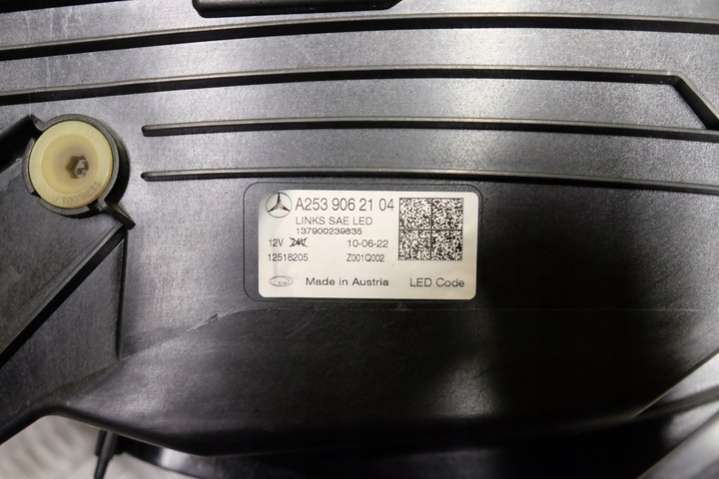 A253 906 21 04
LINKS SAE LED
137900239835
12V 24V 10-06-22
12518205 Z001Q002
Made in Austria LED Code